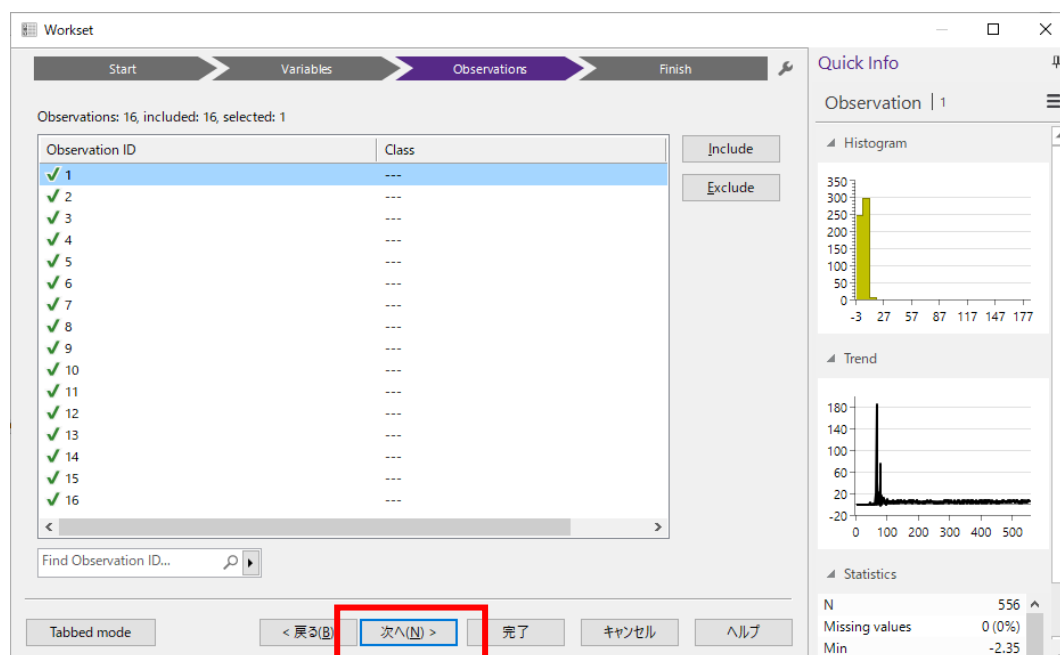 Workset
Start Variables Observations Finish
Observations: 16, included: 16, selected: 1
Observation ID Class
1 ---
2 ---
3 ---
4 ---
5 ---
6 ---
7 ---
8 ---
9 ---
10 ---
11 ---
12 ---
13 ---
14 ---
15 ---
16 ---
Include
Exclude
Find Observation ID...
Tabbed mode
< 戻る(B)
次へ(N) >
完了
キャンセル
ヘルプ
Quick Info
Observation | 1
Histogram
350
300
250
200
150
100
50
0
-3 27 57 87 117 147 177
Trend
180
140
100
60
20
-20
0 100 200 300 400 500
Statistics
N 556
Missing values 0 (0%)
Min -2.35